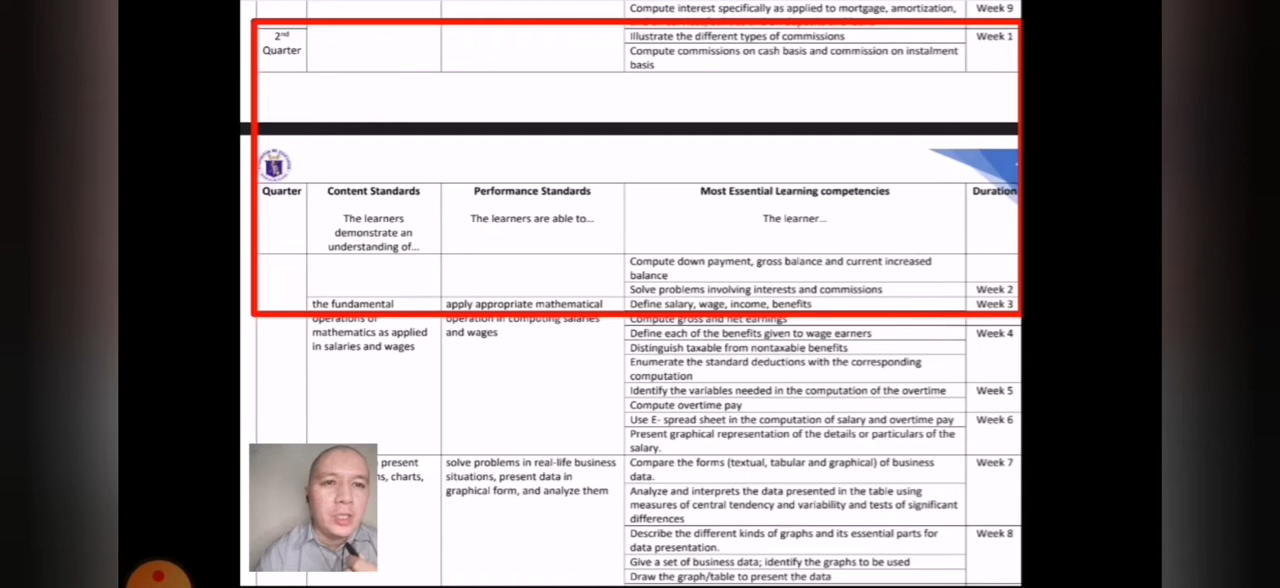 Compute interest specifically as applied to mortgage, amortization, Week 9
2nd
Quarter
Illustrate the different types of commissions Week 1
Compute commissions on cash basis and commission on instalment
basis
Quarter Content Standards Performance Standards Most Essential Learning competencies Duration
The learners The learners are able to... The learner...
demonstrate an
understanding of...
Compute down payment, gross balance and current increased
balance
Solve problems involving interests and commissions Week 2
the fundamental apply appropriate mathematical Define salary, wage, income, benefits Week 3
operations of operation in computing salaries Compute gross and net earnings
mathematics as applied and wages Define each of the benefits given to wage earners Week 4
in salaries and wages Distinguish taxable from nontaxable benefits
Enumerate the standard deductions with the corresponding
computation
Identify the variables needed in the computation of the overtime Week 5
Compute overtime pay
Use E- spread sheet in the computation of salary and overtime pay Week 6
Present graphical representation of the details or particulars of the
salary.
present solve problems in real-life business Compare the forms (textual, tabular and graphical) of business Week 7
charts, situations, present data in data.
graphical form, and analyze them Analyze and interprets the data presented in the table using
measures of central tendency and variability and tests of significant
differences
Describe the different kinds of graphs and its essential parts for Week 8
data presentation.
Give a set of business data; identify the graphs to be used
Draw the graph/table to present the data